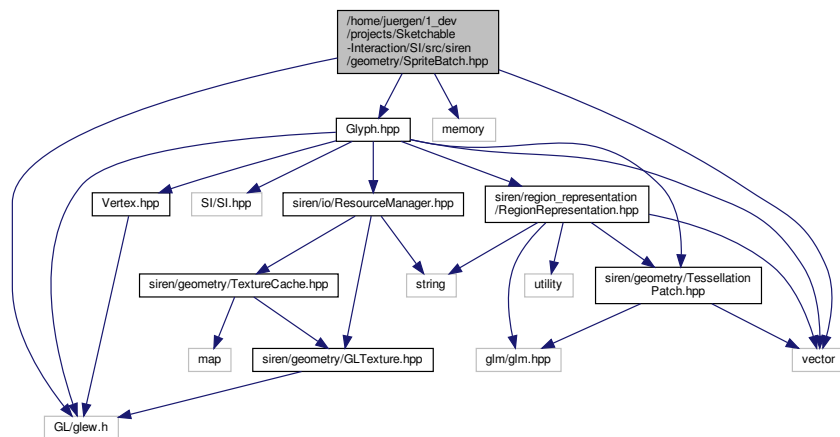 /home/juergen/1_dev
/projects/Sketchable
-Interaction/SI/src/siren
/geometry/SpriteBatch.hpp
Glyph.hpp
memory
Vertex.hpp
SI/SI.hpp
siren/io/ResourceManager.hpp
siren/region_representation
/RegionRepresentation.hpp
siren/geometry/TextureCache.hpp
string
utility
siren/geometry/Tessellation
Patch.hpp
map
siren/geometry/GLTexture.hpp
glm/glm.hpp
vector
GL/glew.h